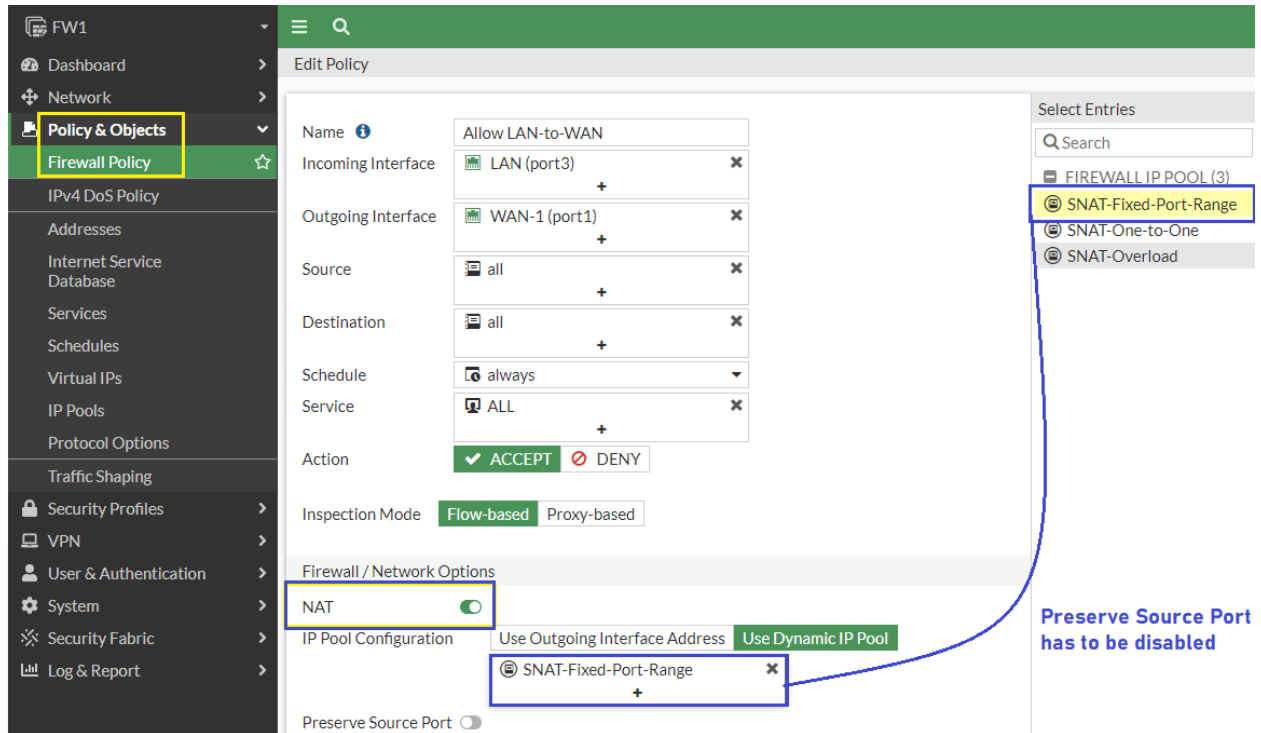 FW1
Dashboard
Network
Policy & Objects
Firewall Policy
IPv4 DoS Policy
Addresses
Internet Service
Database
Services
Schedules
Virtual IPs
IP Pools
Protocol Options
Traffic Shaping
Security Profiles
VPN
User & Authentication
System
Security Fabric
Log & Report
Edit Policy
Name
Allow LAN-to-WAN
Incoming Interface
LAN (port3)
+
Outgoing Interface
WAN-1 (port1)
+
Source
all
+
Destination
all
+
Schedule
always
Service
ALL
+
Action
ACCEPT
DENY
Inspection Mode
Flow-based
Proxy-based
Firewall / Network Options
NAT
IP Pool Configuration
Use Outgoing Interface Address
Use Dynamic IP Pool
SNAT-Fixed-Port-Range
+
Preserve Source Port
Select Entries
Search
FIREWALL IP POOL (3)
SNAT-Fixed-Port-Range
SNAT-One-to-One
SNAT-Overload
Preserve Source Port
has to be disabled